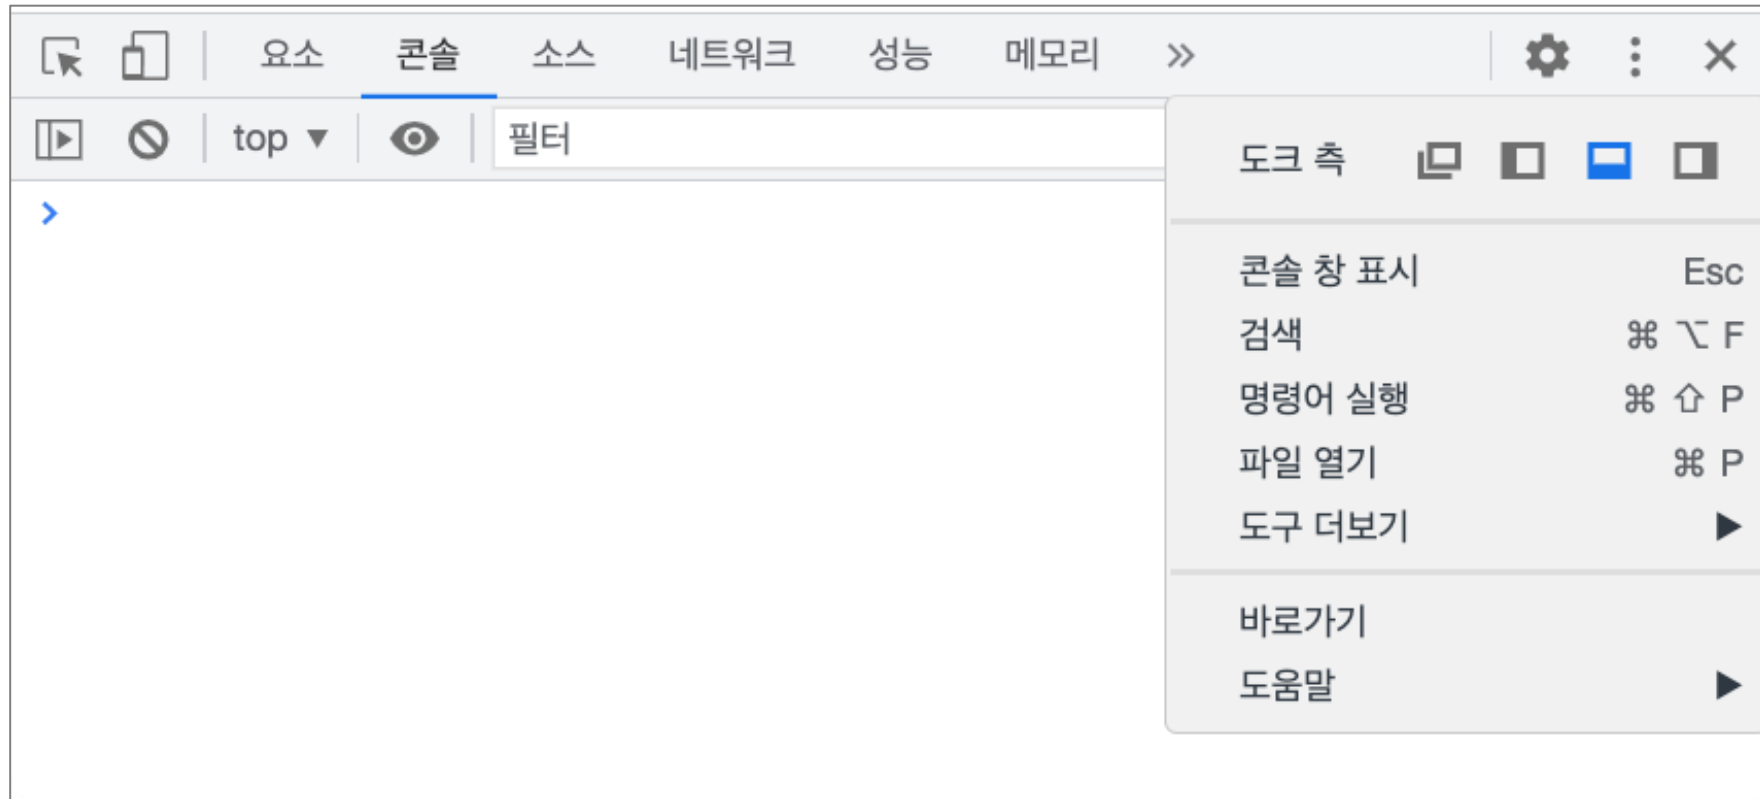 요소 콘솔 소스 네트워크 성능 메모리 »
top ▼ 필터
도크 측
콘솔 창 표시 Esc
검색 ⌘ ⌥ F
명령어 실행 ⌘ ⇧ P
파일 열기 ⌘ P
도구 더보기 ▶
바로가기
도움말 ▶